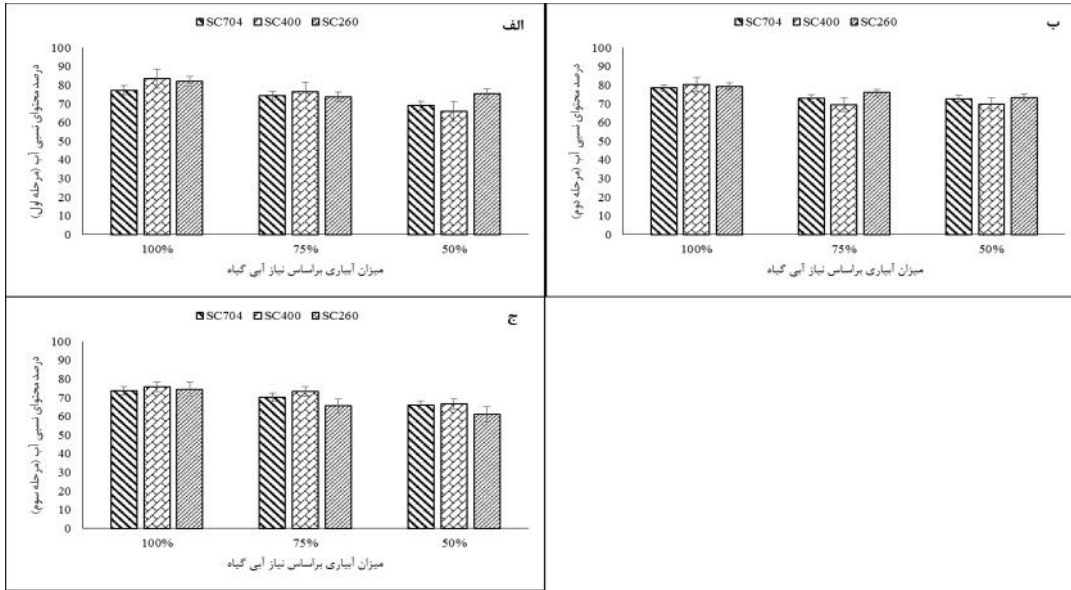 SC704 SC400 SC260
الف
درصد محتوای نسبی آب (مرحله اول)
100
90
80
70
60
50
40
30
20
10
0
100% 75% 50%
میزان آبیاری براساس نیاز آبی گیاه
SC704 SC400 SC260
ب
درصد محتوای نسبی آب (مرحله دوم)
100
90
80
70
60
50
40
30
20
10
0
100% 75% 50%
میزان آبیاری براساس نیاز آبی گیاه
SC704 SC400 SC260
ج
درصد محتوای نسبی آب (مرحله سوم)
100
90
80
70
60
50
40
30
20
10
0
100% 75% 50%
میزان آبیاری براساس نیاز آبی گیاه